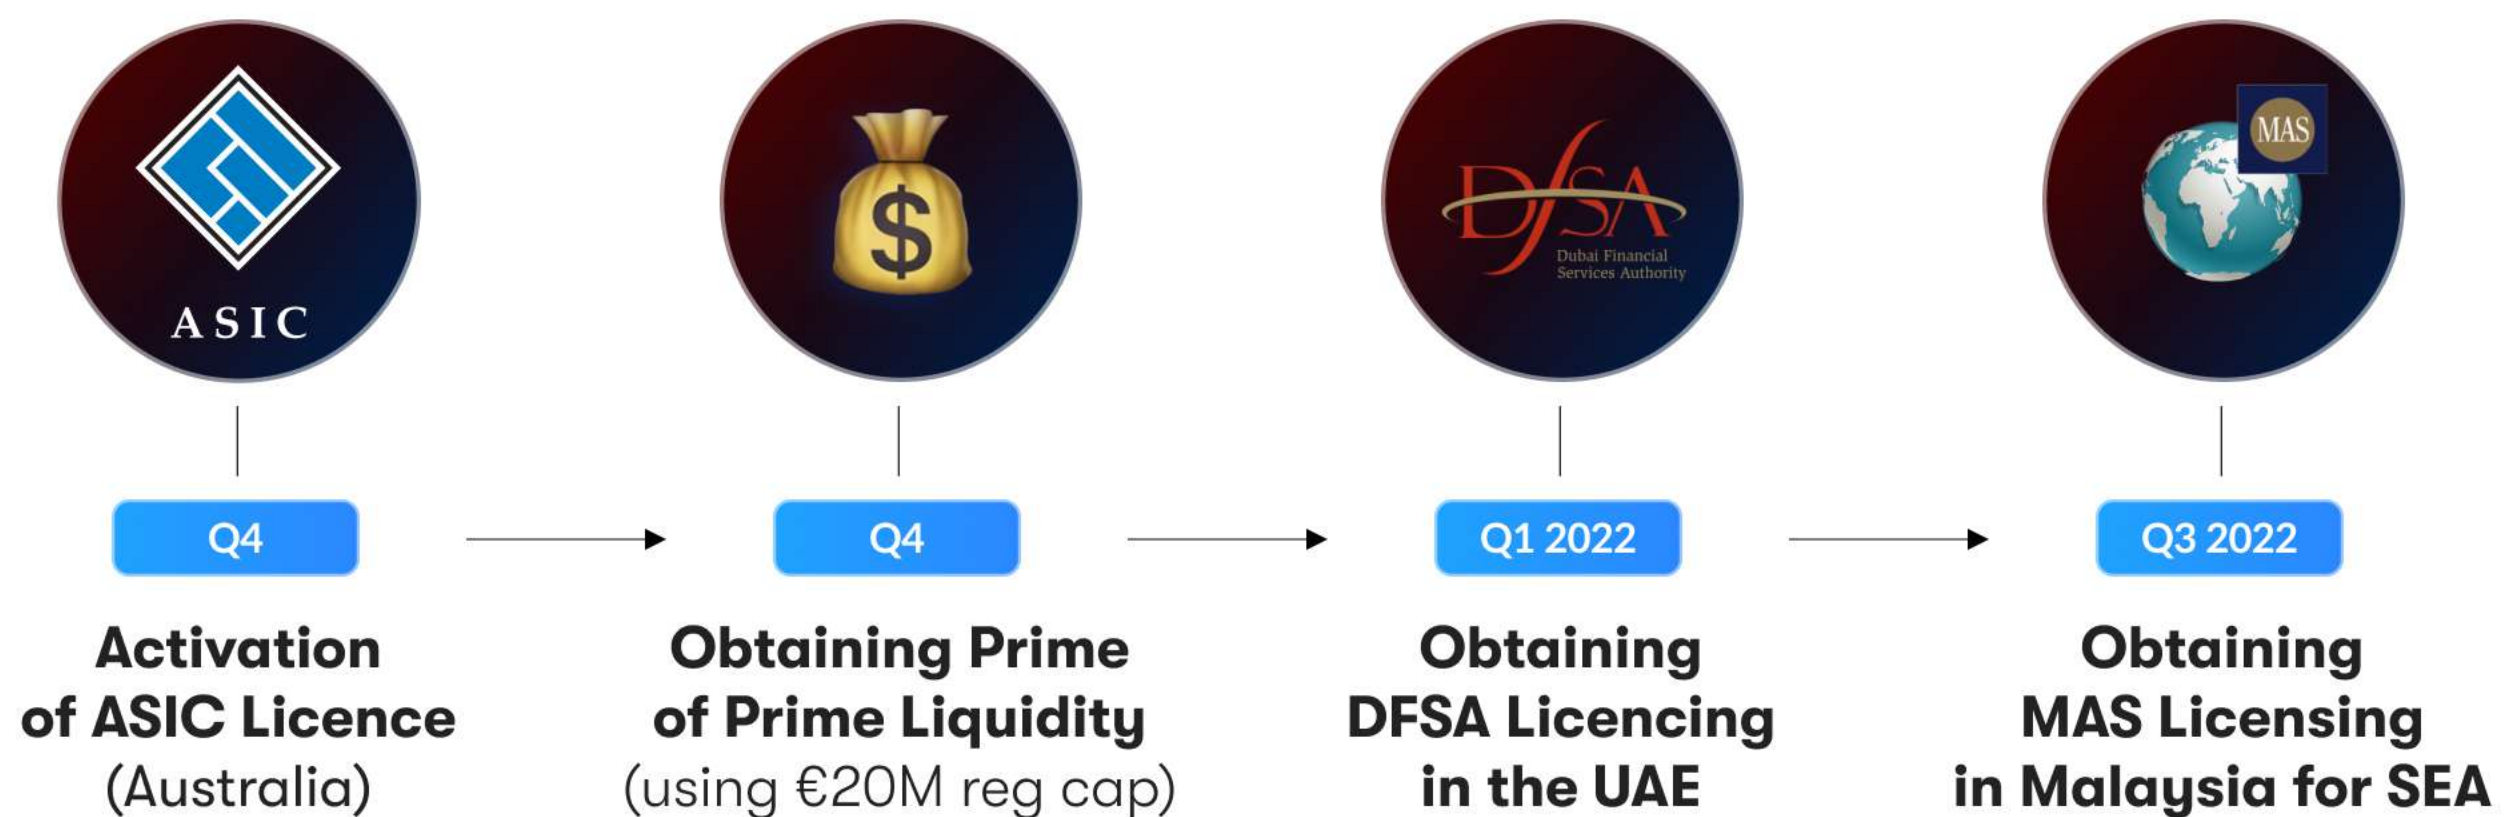 ASIC
$
DFSA
Dubai Financial
Services Authority
MAS
Q4
Q4
Q1 2022
Q3 2022
Activation
of ASIC Licence
(Australia)
Obtaining Prime
of Prime Liquidity
(using €20M reg cap)
Obtaining
DFSA Licencing
in the UAE
Obtaining
MAS Licensing
in Malaysia for SEA